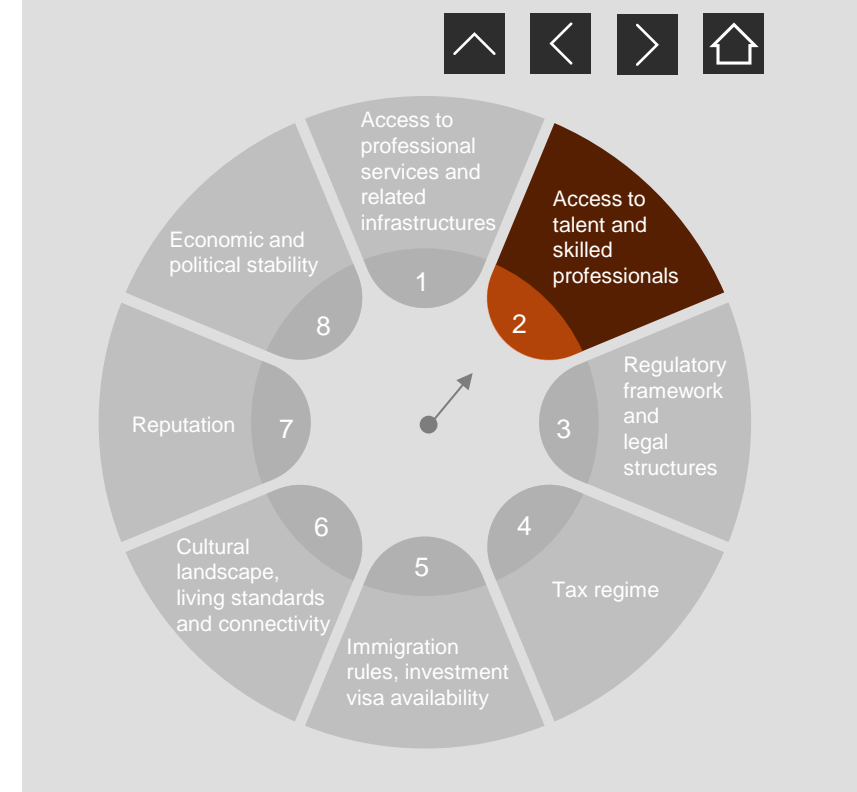 Access to
professional
services and
related
infrastructures
1
Access to
talent and
skilled
professionals
2
Regulatory
framework
and
legal
structures
3
Tax regime
4
Immigration
rules, investment
visa availability
5
Cultural
landscape,
living standards
and connectivity
6
Reputation
7
Economic and
political stability
8